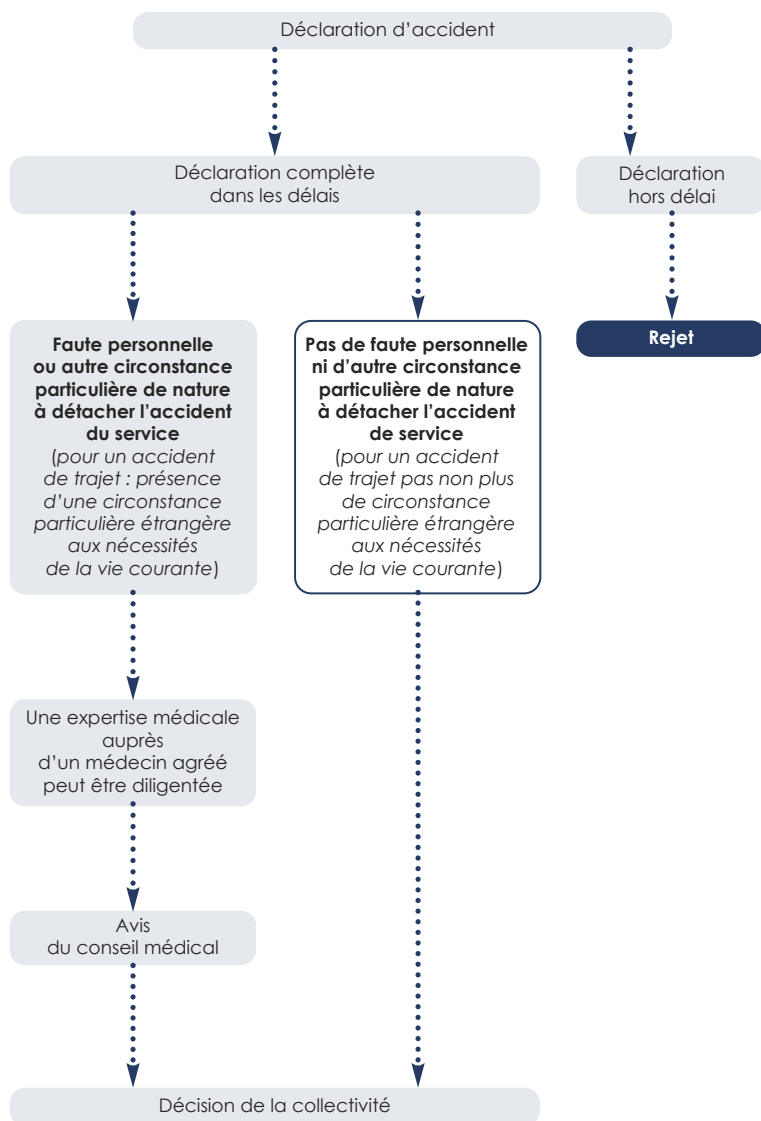 Déclaration d’accident
Déclaration complète
dans les délais
Déclaration
hors délai
Faute personnelle
ou autre circonstance
particulière de nature
à détacher l’accident
du service
(pour un accident
de trajet : présence
d’une circonstance
particulière étrangère
aux nécessités
de la vie courante)
Pas de faute personnelle
ni d’autre circonstance
particulière de nature
à détacher l’accident
de service
(pour un accident
de trajet pas non plus
de circonstance
particulière étrangère
aux nécessités
de la vie courante)
Rejet
Une expertise médicale
auprès
d’un médecin agréé
peut être diligentée
Avis
du conseil médical
Décision de la collectivité